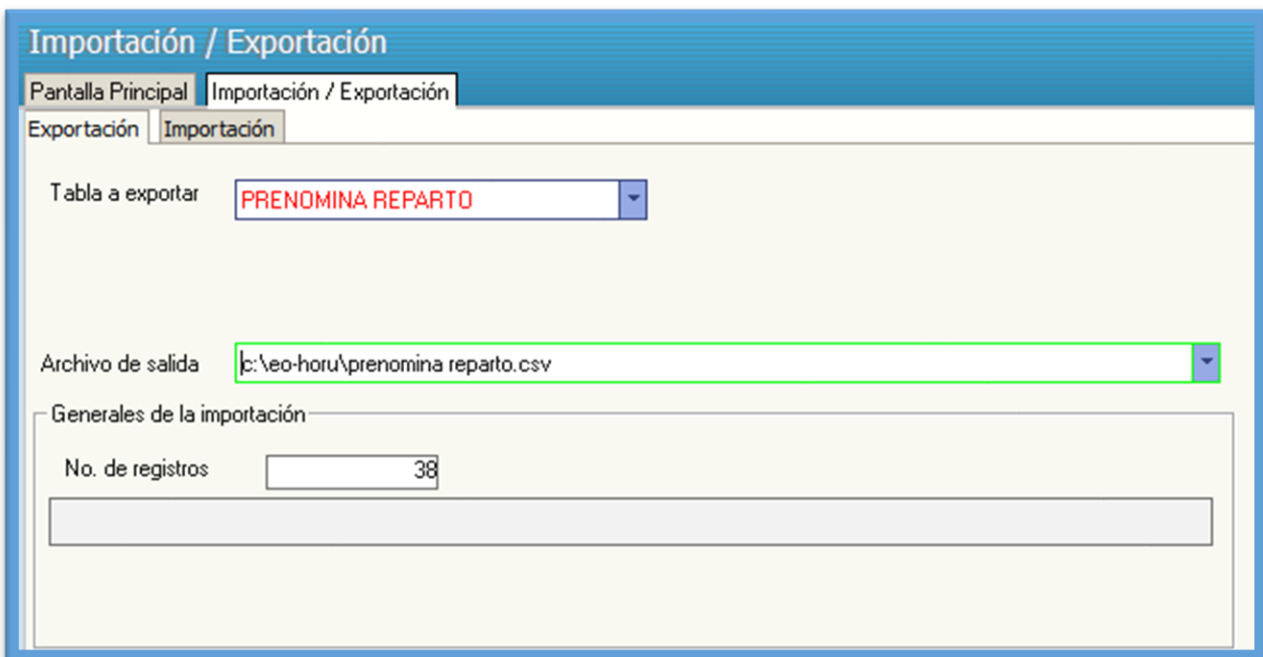 Importación / Exportación
Pantalla Principal Importación / Exportación
Exportación Importación
Tabla a exportar PRENOMINA REPARTO
Archivo de salida c:\eo-horu\prenomina reparto.csv
Generales de la importación
No. de registros 38